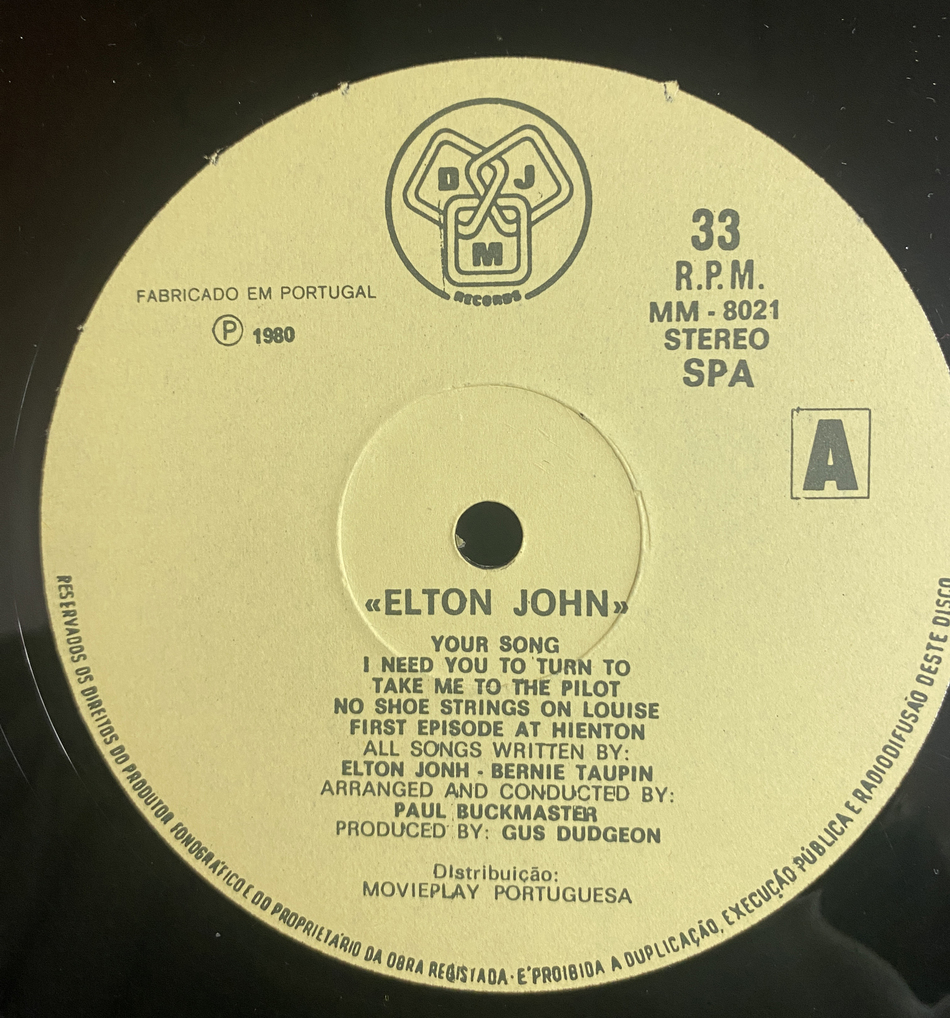 D J
M
RECORDS
33
R.P.M.
MM - 8021
STEREO
SPA
FABRICADO EM PORTUGAL
Ⓟ 1980
A
«ELTON JOHN»
YOUR SONG
I NEED YOU TO TURN TO
TAKE ME TO THE PILOT
NO SHOE STRINGS ON LOUISE
FIRST EPISODE AT HIENTON
ALL SONGS WRITTEN BY:
ELTON JONH - BERNIE TAUPIN
ARRANGED AND CONDUCTED BY:
PAUL BUCKMASTER
PRODUCED BY: GUS DUDGEON
Distribuição:
MOVIEPLAY PORTUGUESA
RESERVADOS OS DIREITOS DO PRODUTOR FONOGRÁFICO E DO PROPRIETÁRIO DA OBRA REGISTADA · E'PROIBIDA A DUPLICAÇÃO, EXECUÇÃO PÚBLICA E RADIODIFUSÃO DESTE DISCO